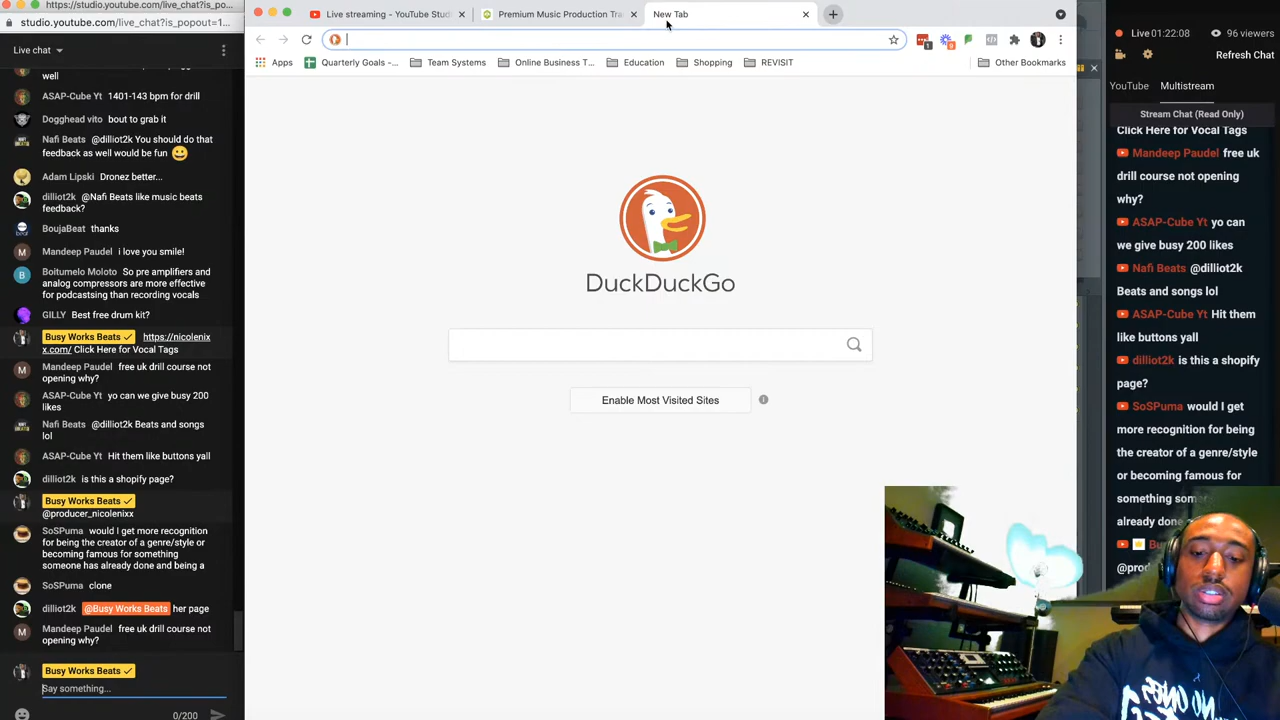 https://studio.youtube.com/live_chat?is_po...
studio.youtube.com/live_chat?is_popout=1...
Live chat
well
ASAP-Cube Yt 1401-143 bpm for drill
Dogghead vito bout to grab it
Nafi Beats @dilliot2k You should do that
feedback as well would be fun
Adam Lipski Dronez better...
dilliot2k @Nafi Beats like music beats
feedback?
BoujaBeat thanks
Mandeep Paudel i love you smile!
Boitumelo Moloto So pre amplifiers and
analog compressors are more effective
for podcastsing than recording vocals
GILLY Best free drum kit?
Busy Works Beats https://nicolenix
x.com/ Click Here for Vocal Tags
Mandeep Paudel free uk drill course not
opening why?
ASAP-Cube Yt yo can we give busy 200
likes
Nafi Beats @dilliot2k Beats and songs
lol
ASAP-Cube Yt Hit them like buttons yall
dilliot2k is this a shopify page?
Busy Works Beats
@producer_nicolenixx
SoSPuma would I get more recognition
for being the creator of a genre/style or
becoming famous for something
someone has already done and being a
SoSPuma clone
dilliot2k @Busy Works Beats her page
Mandeep Paudel free uk drill course not
opening why?
Busy Works Beats
Say something...
0/200
Live streaming - YouTube Stud
Premium Music Production Tra
New Tab
Apps
Quarterly Goals -...
Team Systems
Online Business T...
Education
Shopping
REVISIT
Other Bookmarks
DuckDuckGo
Enable Most Visited Sites
Live 01:22:08
96 viewers
Refresh Chat
YouTube
Multistream
Stream Chat (Read Only)
Click Here for Vocal Tags
Mandeep Paudel free uk
drill course not opening
why?
ASAP-Cube Yt yo can
we give busy 200 likes
Nafi Beats @dilliot2k
Beats and songs lol
ASAP-Cube Yt Hit them
like buttons yall
dilliot2k is this a shopify
page?
SoSPuma would I get
more recognition for being
the creator of a genre/style
or becoming famous for
something som
already done
Bu
@prod